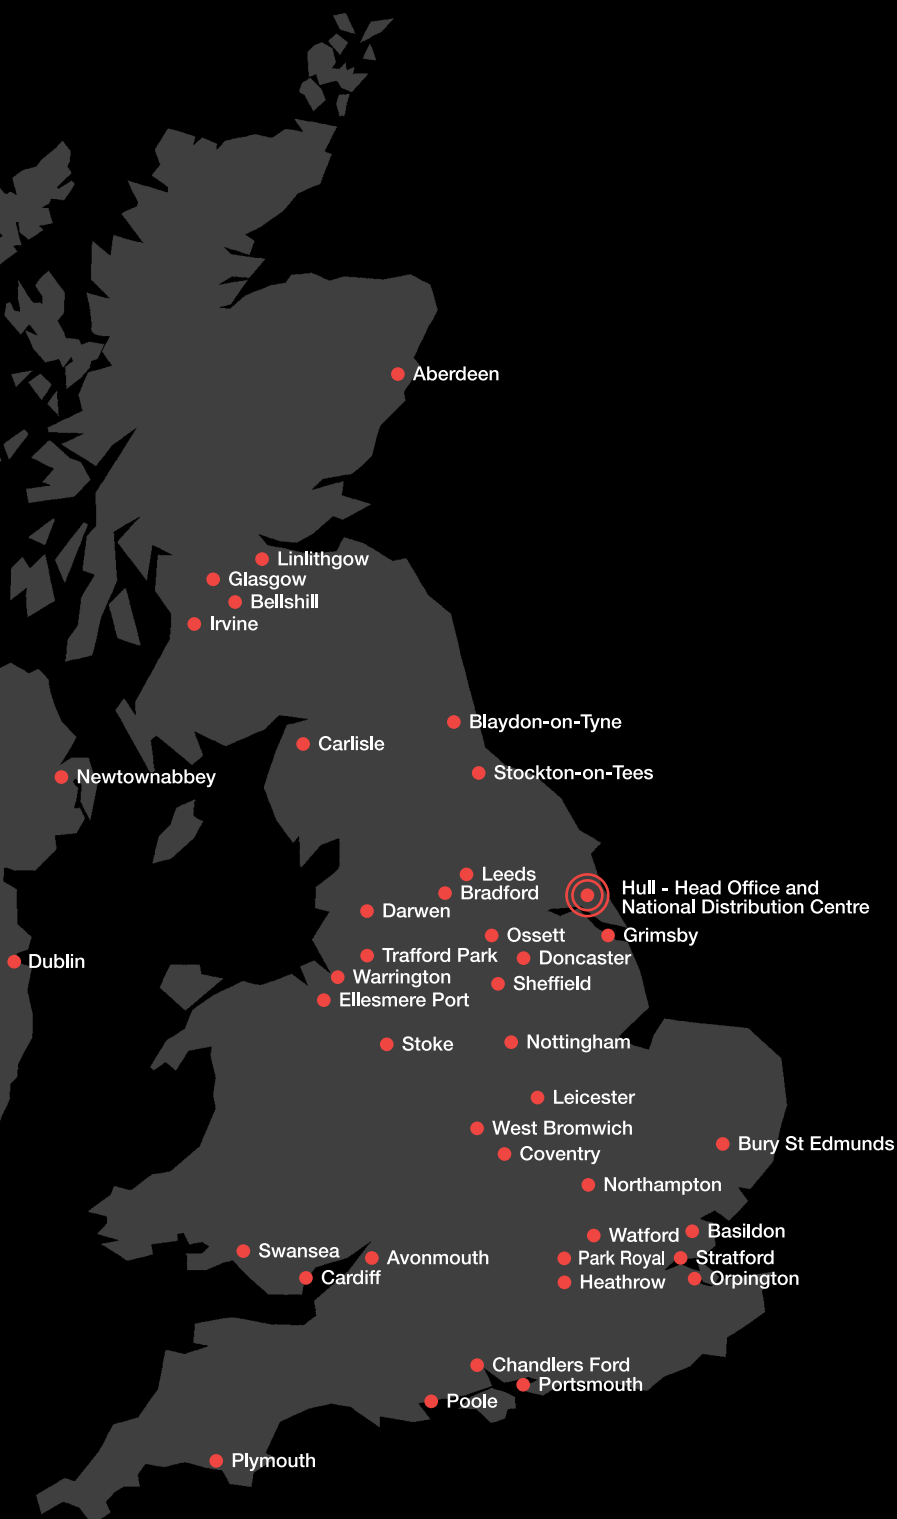 Aberdeen
Linlithgow
Glasgow
Bellshill
Irvine
Blaydon-on-Tyne
Carlisle
Stockton-on-Tees
Newtownabbey
Leeds
Hull - Head Office and
National Distribution Centre
Bradford
Darwen
Ossett
Grimsby
Trafford Park
Doncaster
Dublin
Warrington
Sheffield
Ellesmere Port
Nottingham
Stoke
Leicester
West Bromwich
Bury St Edmunds
Coventry
Northampton
Basildon
Watford
Swansea
Avonmouth
Park Royal
Stratford
Cardiff
Heathrow
Orpington
Chandlers Ford
Portsmouth
Poole
Plymouth